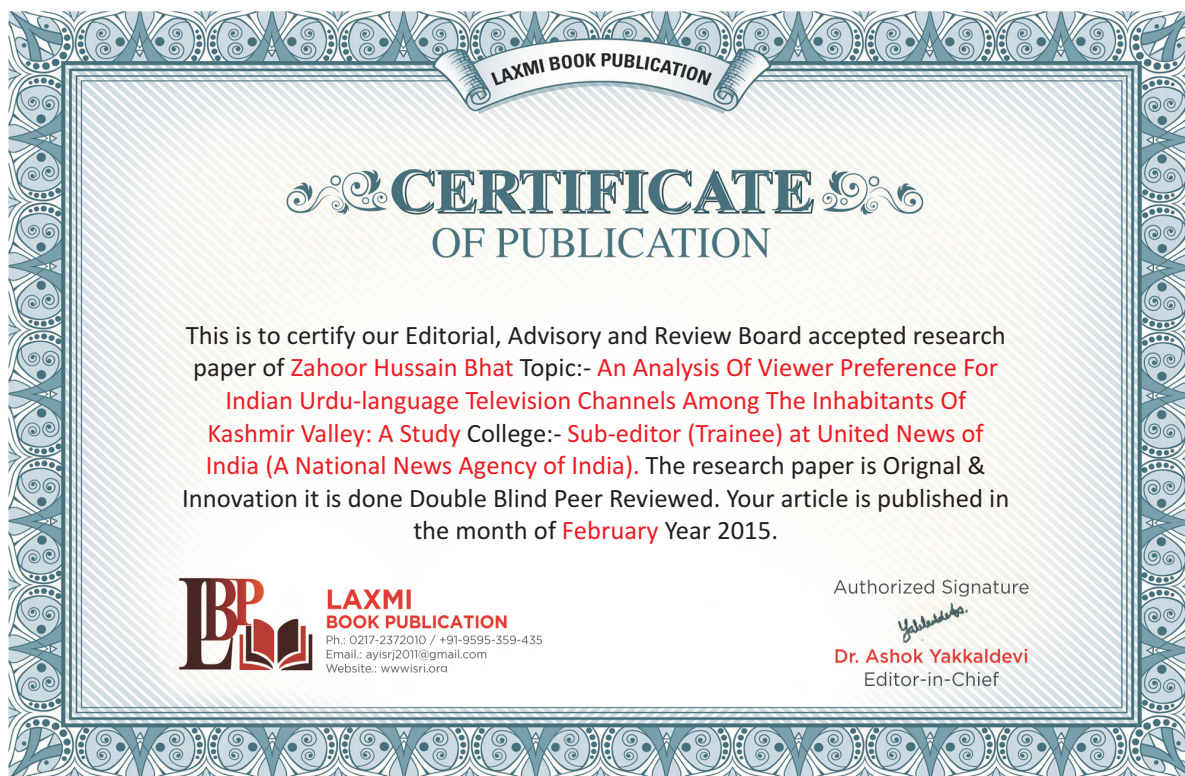 LAXMI BOOK PUBLICATION
CERTIFICATE
OF PUBLICATION
This is to certify our Editorial, Advisory and Review Board accepted research
paper of Zahoor Hussain Bhat Topic:- An Analysis Of Viewer Preference For
Indian Urdu-language Television Channels Among The Inhabitants Of
Kashmir Valley: A Study College:- Sub-editor (Trainee) at United News of
India (A National News Agency of India). The research paper is Orignal &
Innovation it is done Double Blind Peer Reviewed. Your article is published in
the month of February Year 2015.
LBP
LAXMI
BOOK PUBLICATION
Ph.: 0217-2372010 / +91-9595-359-435
Email.: ayisrj2011@gmail.com
Website.: wwwisri.org
Authorized Signature
Dr. Ashok Yakkaldevi
Editor-in-Chief